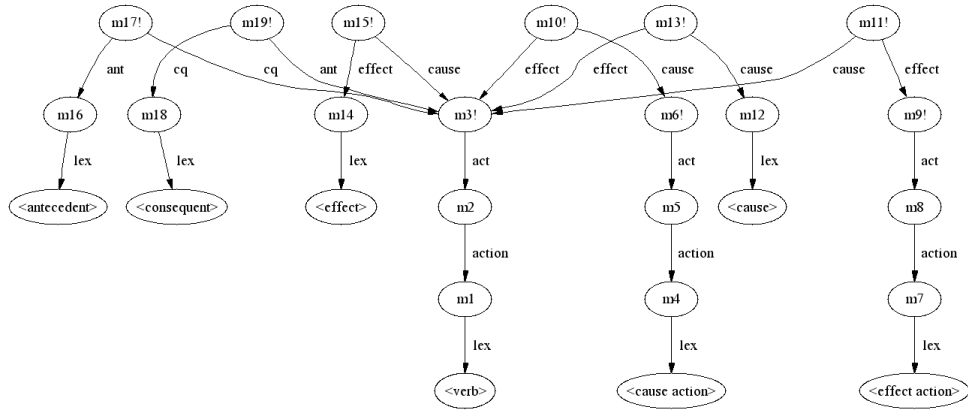 m17! m19! m15! m10! m13! m11!
ant cq cq ant effect cause effect effect cause cause cause effect
m16 m18 m14 m3! m6! m12 m9!
lex lex lex act act lex act
<antecedent> <consequent> <effect> m2 m5 <cause> m8
action action action
m1 m4 m7
lex lex lex
<verb> <cause action> <effect action>